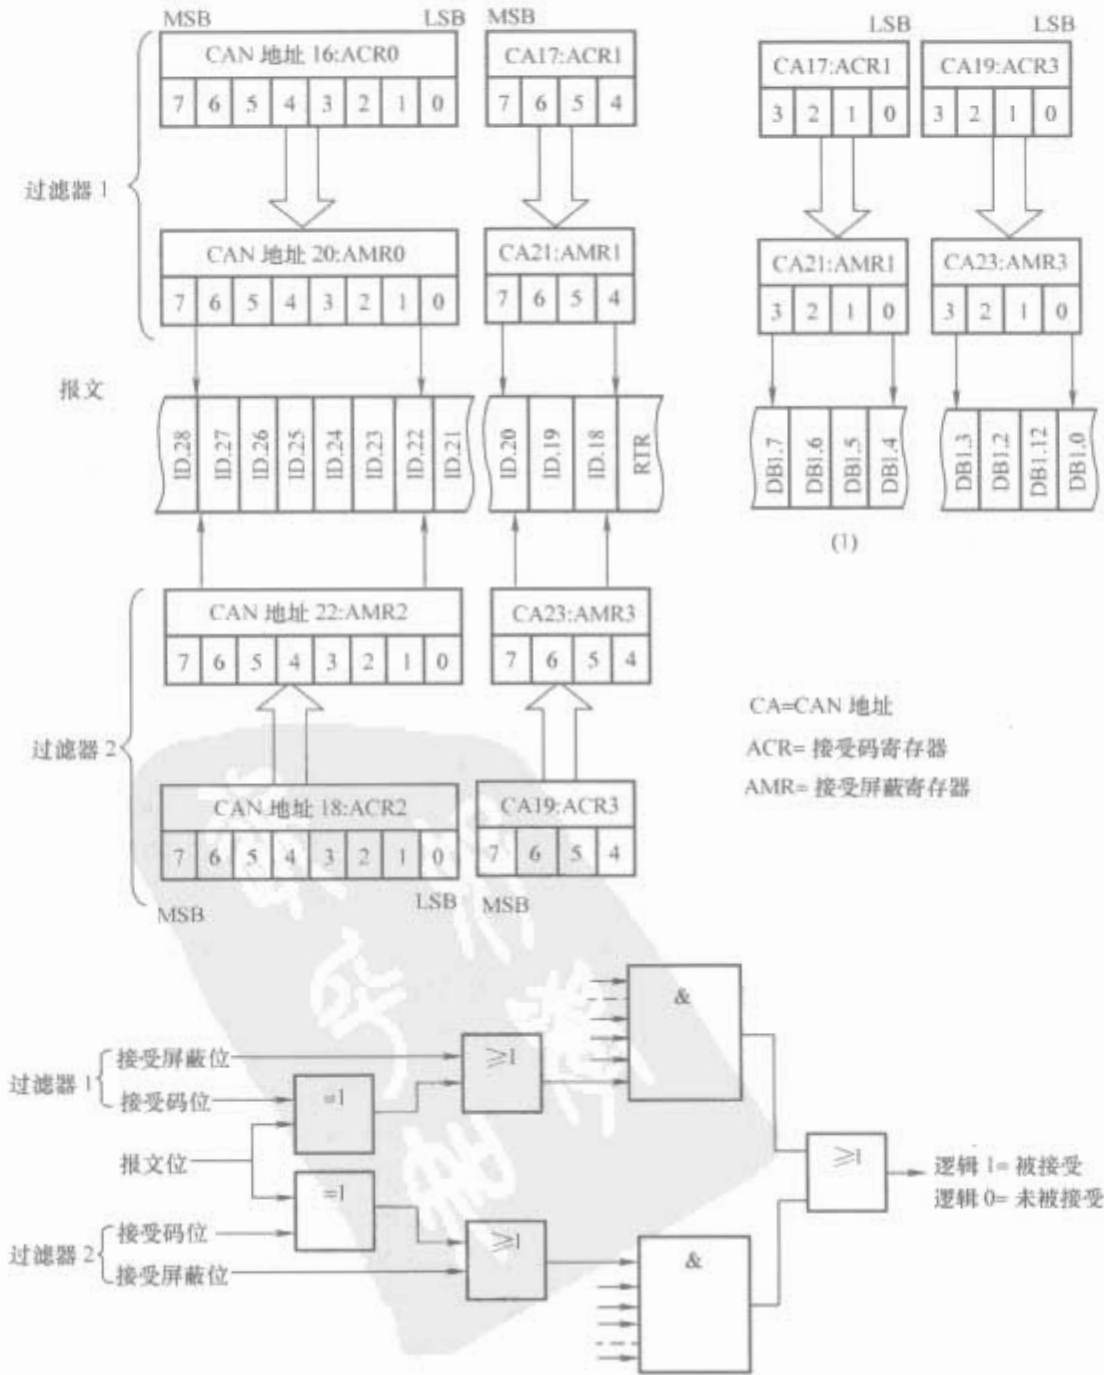 MSB LSB MSB LSB LSB
CAN 地址 16:ACR0 CA17:ACR1 CA17:ACR1 CA19:ACR3
7 6 5 4 3 2 1 0 7 6 5 4 3 2 1 0 3 2 1 0
过滤器 1
CAN 地址 20:AMR0 CA21:AMR1 CA21:AMR1 CA23:AMR3
7 6 5 4 3 2 1 0 7 6 5 4 3 2 1 0 3 2 1 0
报文
ID.28 ID.27 ID.26 ID.25 ID.24 ID.23 ID.22 ID.21 ID.20 ID.19 ID.18 RTR DB1.7 DB1.6 DB1.5 DB1.4 DB1.3 DB1.2 DB1.12 DB1.0
(1)
CAN 地址 22:AMR2 CA23:AMR3
7 6 5 4 3 2 1 0 7 6 5 4
过滤器 2
CAN 地址 18:ACR2 CA19:ACR3
7 6 5 4 3 2 1 0 7 6 5 4
MSB LSB MSB
CA=CAN 地址
ACR= 接受码寄存器
AMR= 接受屏蔽寄存器
&
过滤器 1
接受屏蔽位
≥1
接受码位
=1
报文位
≥1
逻辑 1= 被接受
逻辑 0= 未被接受
=1
过滤器 2
接受码位
≥1
接受屏蔽位
&